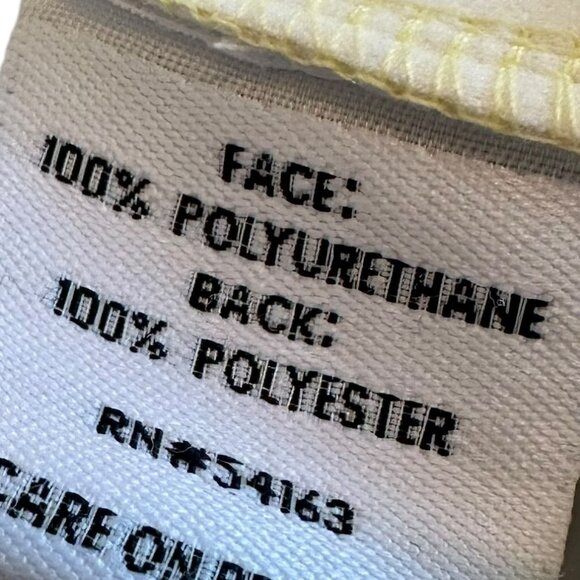 FACE:
100% POLYURETHANE
BACK:
100% POLYESTER
RN#54163
CARE ON